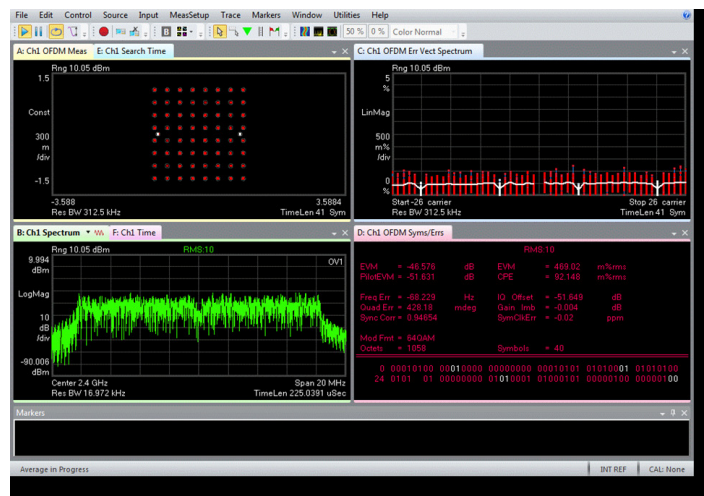 File Edit Control Source Input MeasSetup Trace Markers Window Utilities Help
50 % 0 % Color Normal
A: Ch1 OFDM Meas E: Ch1 Search Time
Rng 10.05 dBm
1.5
Const
300
m
/div
-1.5
-3.588 3.5884
Res BW 312.5 kHz TimeLen 41 Sym
C: Ch1 OFDM Err Vect Spectrum
Rng 10.05 dBm
5
%
LinMag
500
m%
/div
0
%
Start-26 carrier Stop 26 carrier
Res BW 312.5 kHz TimeLen 41 Sym
B: Ch1 Spectrum F: Ch1 Time
Rng 10.05 dBm RMS:10
9.994 OV1
dBm
LogMag
10
dB
/div
-90.006
dBm
Center 2.4 GHz Span 20 MHz
Res BW 16.972 kHz TimeLen 225.0391 uSec
D: Ch1 OFDM Syms/Errs
RMS:10
EVM = -46.576 dB EVM = 469.02 m%rms
PilotEVM = -51.631 dB CPE = 92.148 m%rms
Freq Err = -68.229 Hz IQ Offset = -51.649 dB
Quad Err = 426.18 mdeg Gain Imb = -0.004 dB
Sync Corr = 0.94654 SymClkErr = -0.02 ppm
Mod Fmt = 64QAM
Octets = 1058 Symbols = 40
0 00010100 00010000 00000000 00010101 01010001 01010100
24 0101 01 00000000 01010001 01000101 00000100 00000100
Markers
Average in Progress INT REF CAL: None